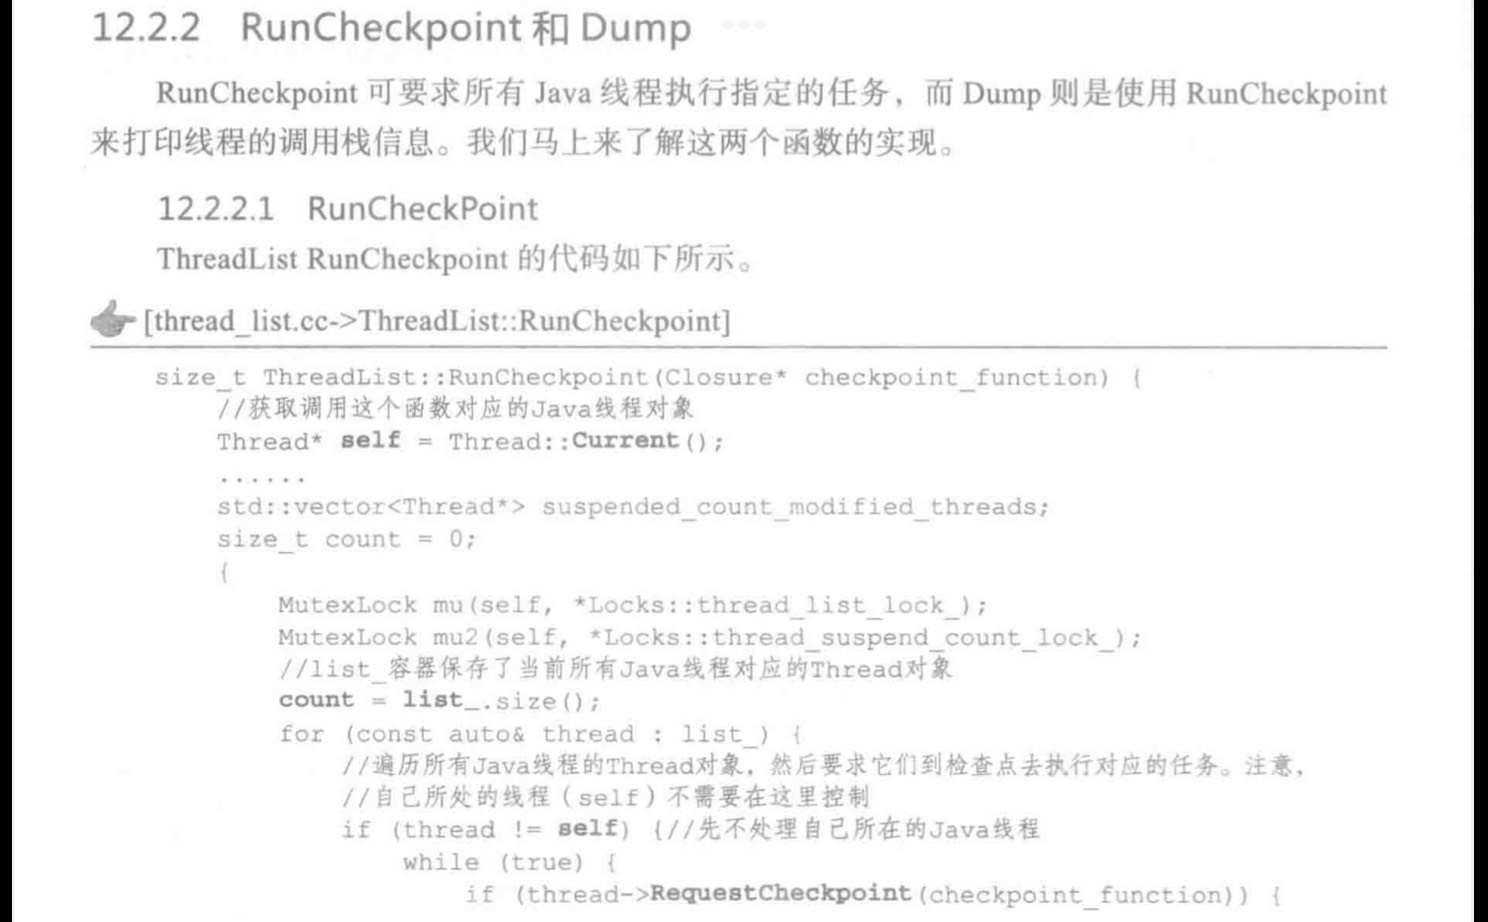 12.2.2 RunCheckpoint 和 Dump
RunCheckpoint 可要求所有 Java 线程执行指定的任务，而 Dump 则是使用 RunCheckpoint
来打印线程的调用栈信息。我们马上来了解这两个函数的实现。
12.2.2.1 RunCheckPoint
ThreadList RunCheckpoint 的代码如下所示。
[thread_list.cc->ThreadList::RunCheckpoint]
size_t ThreadList::RunCheckpoint(Closure* checkpoint_function) {
//获取调用这个函数对应的Java线程对象
Thread* self = Thread::Current();
......
std::vector<Thread*> suspended_count_modified_threads;
size_t count = 0;
{
MutexLock mu(self, *Locks::thread_list_lock_);
MutexLock mu2(self, *Locks::thread_suspend_count_lock_);
//list_容器保存了当前所有Java线程对应的Thread对象
count = list_.size();
for (const auto& thread : list_) {
//遍历所有Java线程的Thread对象，然后要求它们到检查点去执行对应的任务。注意，
//自己所处的线程（self）不需要在这里控制
if (thread != self) {//先不处理自己所在的Java线程
while (true) {
if (thread->RequestCheckpoint(checkpoint_function)) {